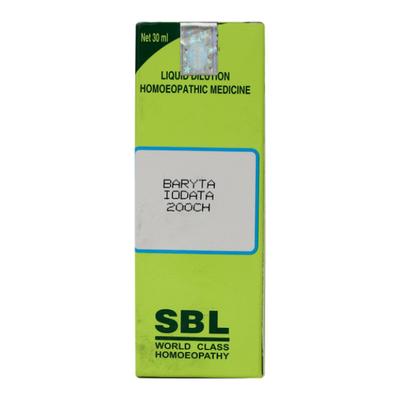 Net 30 ml
LIQUID DILUTION
HOMOEOPATHIC MEDICINE
BARYTA
IODATA
200CH
SBL
WORLD CLASS
HOMOEOPATHY